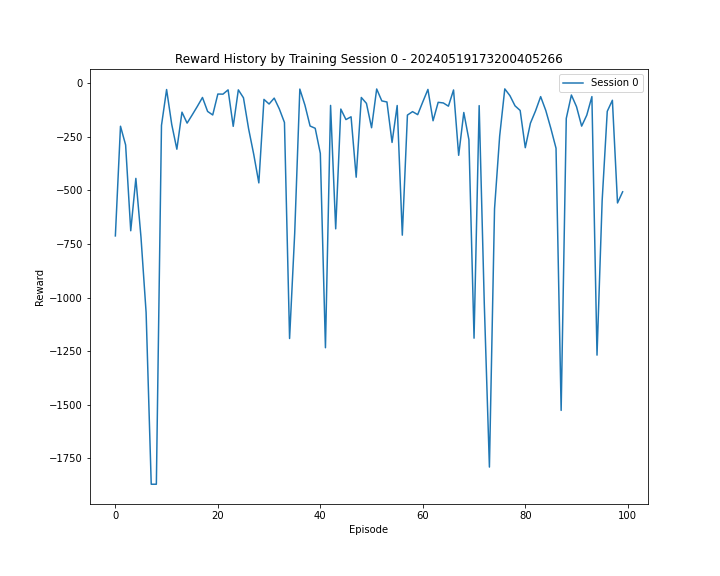 Reward History by Training Session 0 - 20240519173200405266
Session 0
0
−250
−500
−750
−1000
−1250
−1500
−1750
Reward
0 20 40 60 80 100
Episode